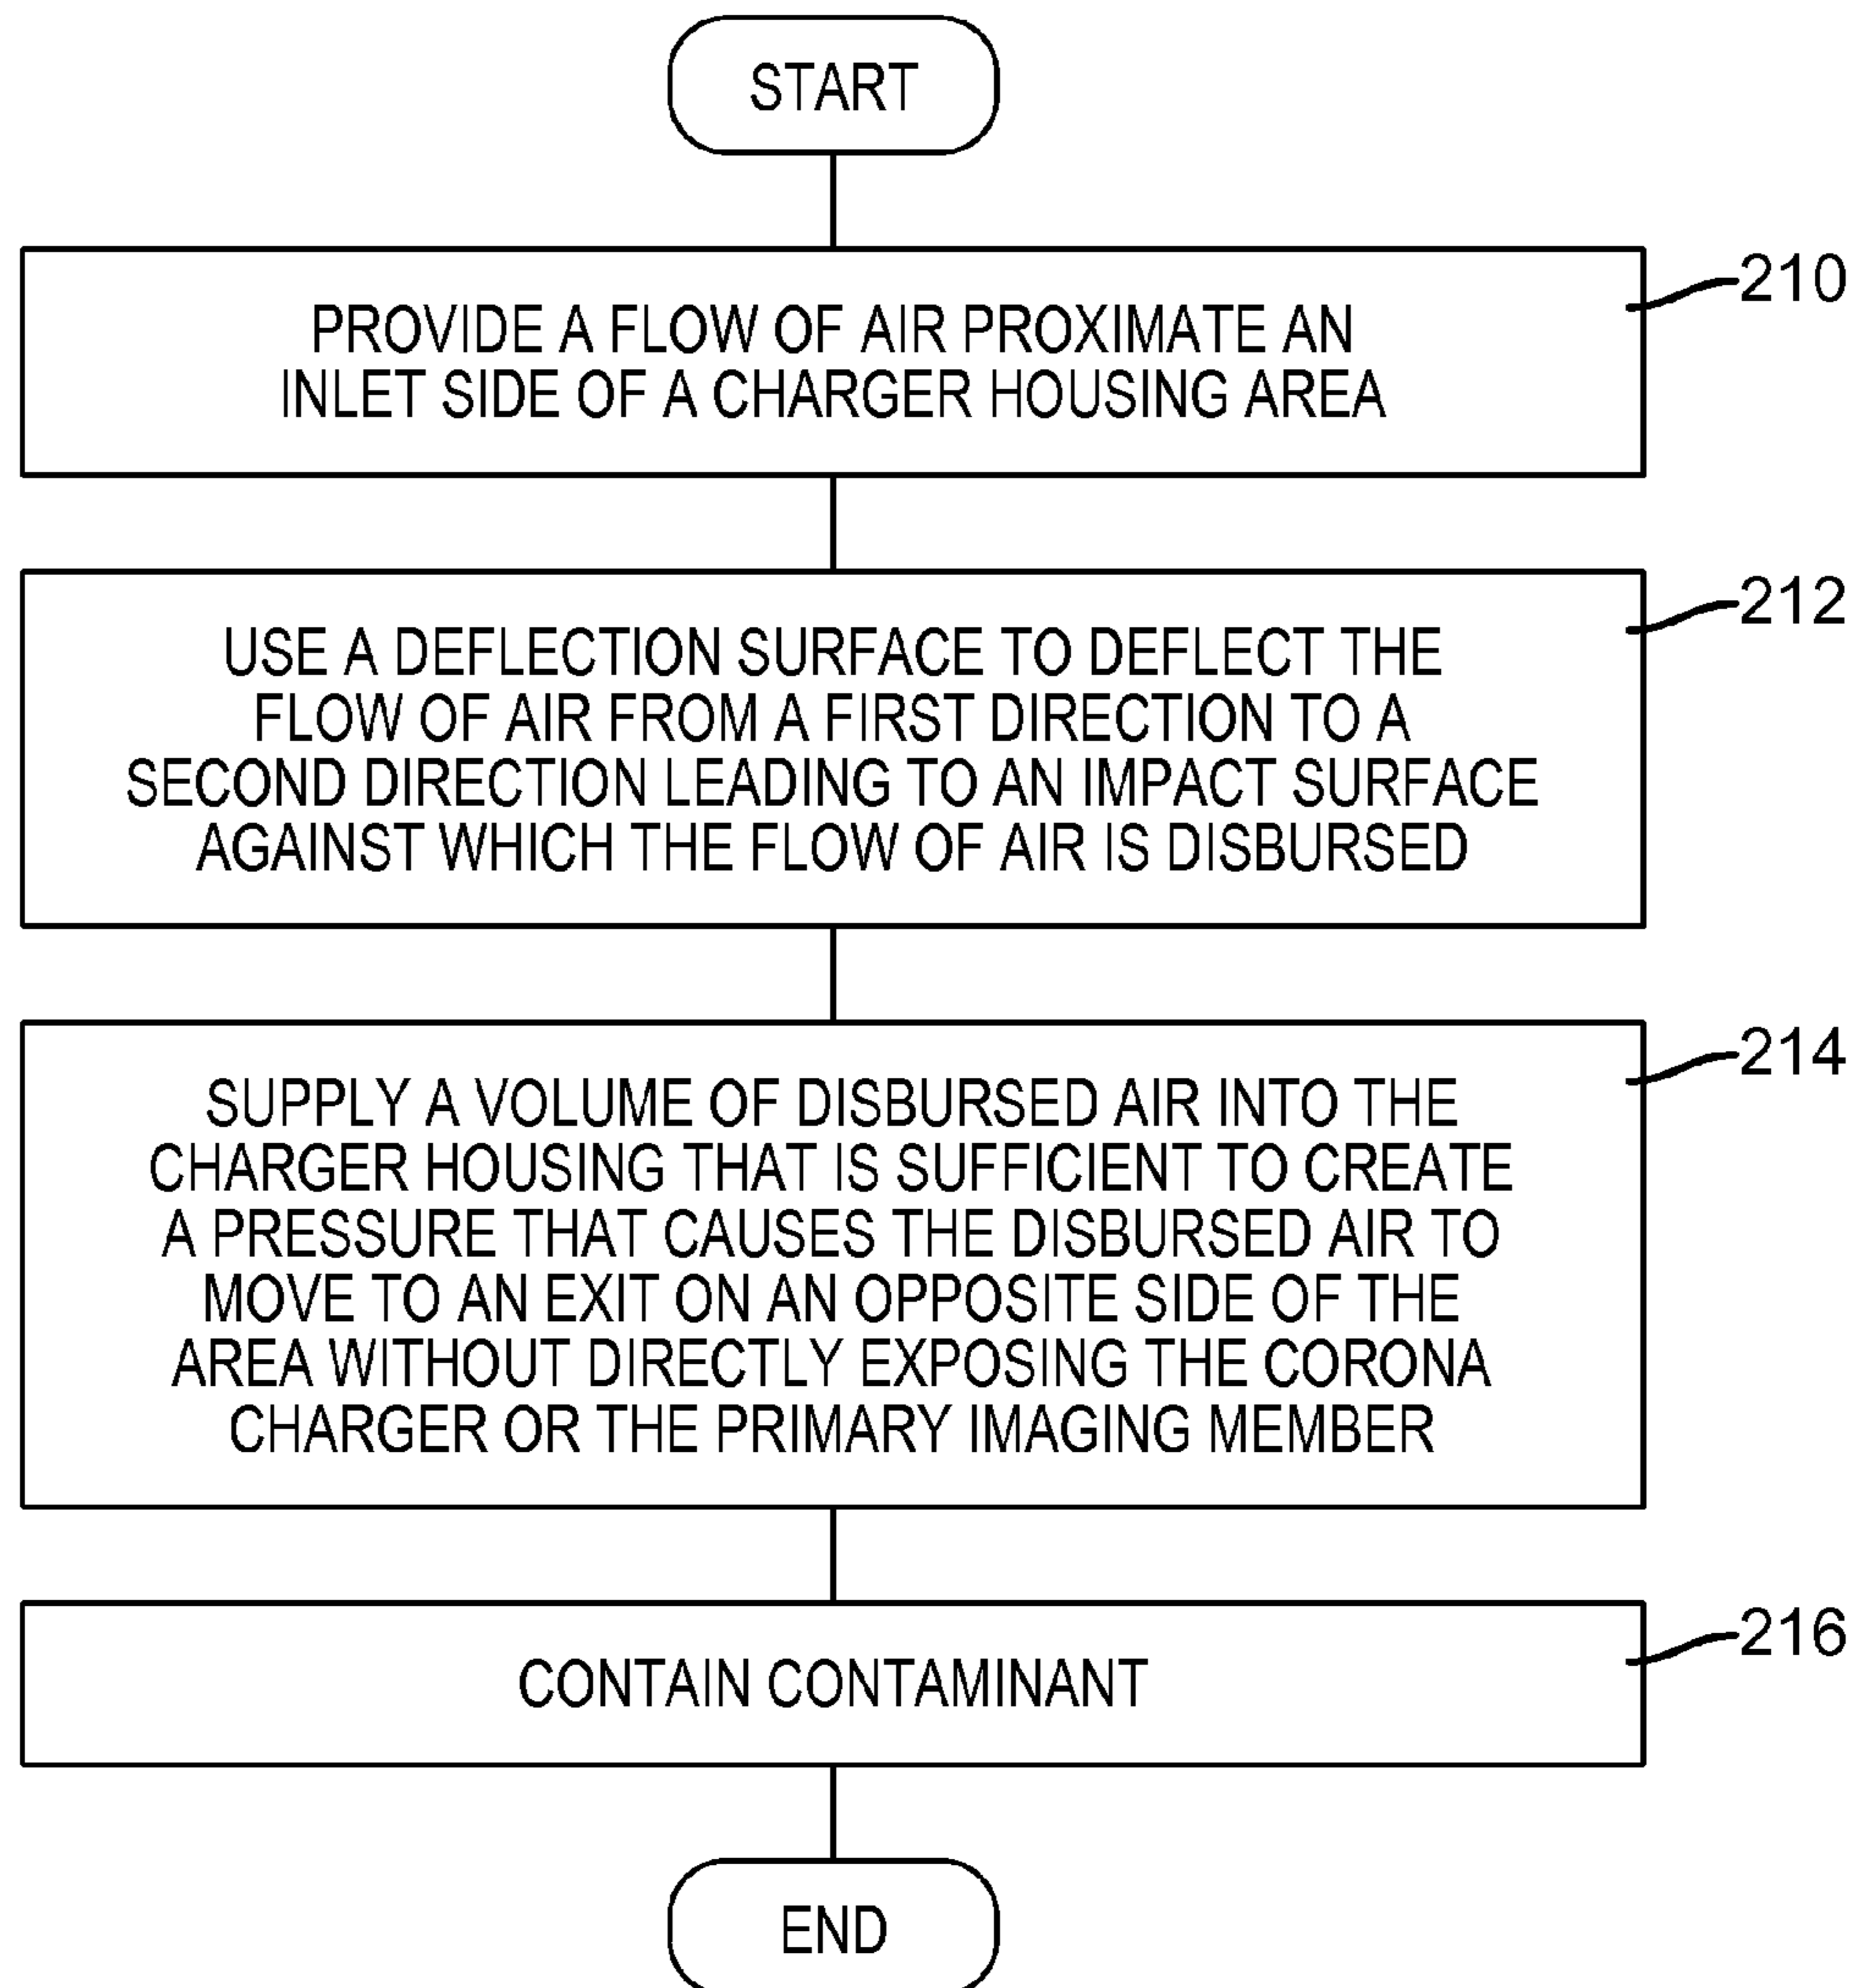 START
210
PROVIDE A FLOW OF AIR PROXIMATE AN
INLET SIDE OF A CHARGER HOUSING AREA
212
USE A DEFLECTION SURFACE TO DEFLECT THE
FLOW OF AIR FROM A FIRST DIRECTION TO A
SECOND DIRECTION LEADING TO AN IMPACT SURFACE
AGAINST WHICH THE FLOW OF AIR IS DISBURSED
214
SUPPLY A VOLUME OF DISBURSED AIR INTO THE
CHARGER HOUSING THAT IS SUFFICIENT TO CREATE
A PRESSURE THAT CAUSES THE DISBURSED AIR TO
MOVE TO AN EXIT ON AN OPPOSITE SIDE OF THE
AREA WITHOUT DIRECTLY EXPOSING THE CORONA
CHARGER OR THE PRIMARY IMAGING MEMBER
216
CONTAIN CONTAMINANT
END